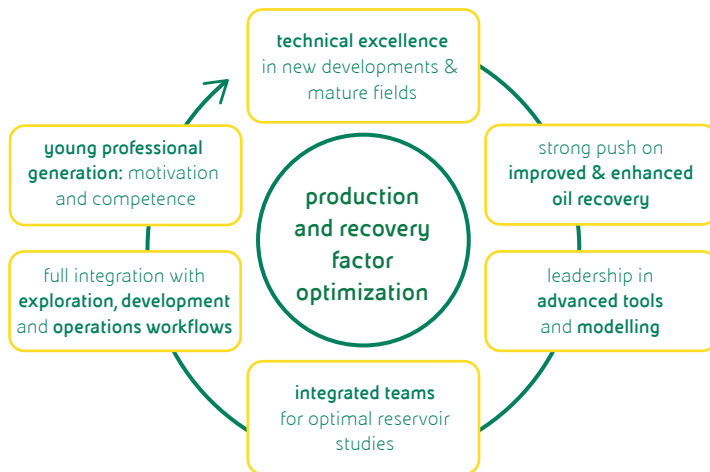 technical excellence
in new developments &
mature fields
strong push on
improved & enhanced
oil recovery
leadership in
advanced tools
and modelling
integrated teams
for optimal reservoir
studies
full integration with
exploration, development
and operations workflows
young professional
generation: motivation
and competence
production
and recovery
factor
optimization